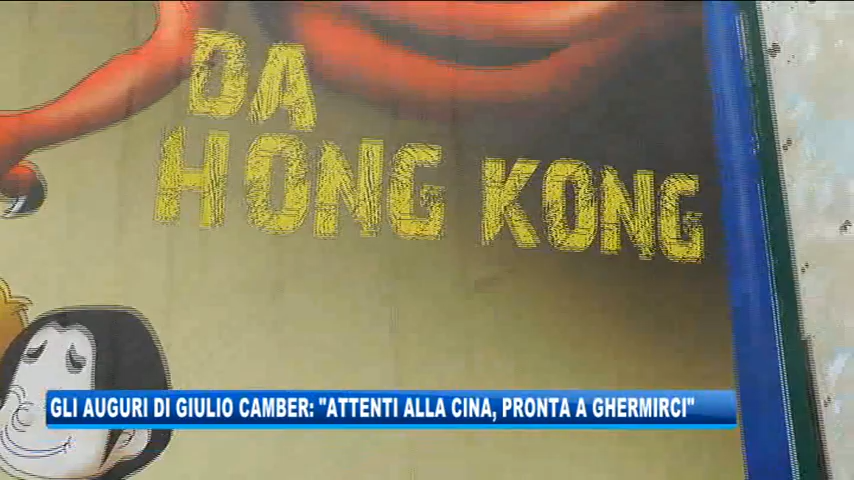 DA
HONG KONG
GLI AUGURI DI GIULIO CAMBER: "ATTENTI ALLA CINA, PRONTA A GHERMIRCI"